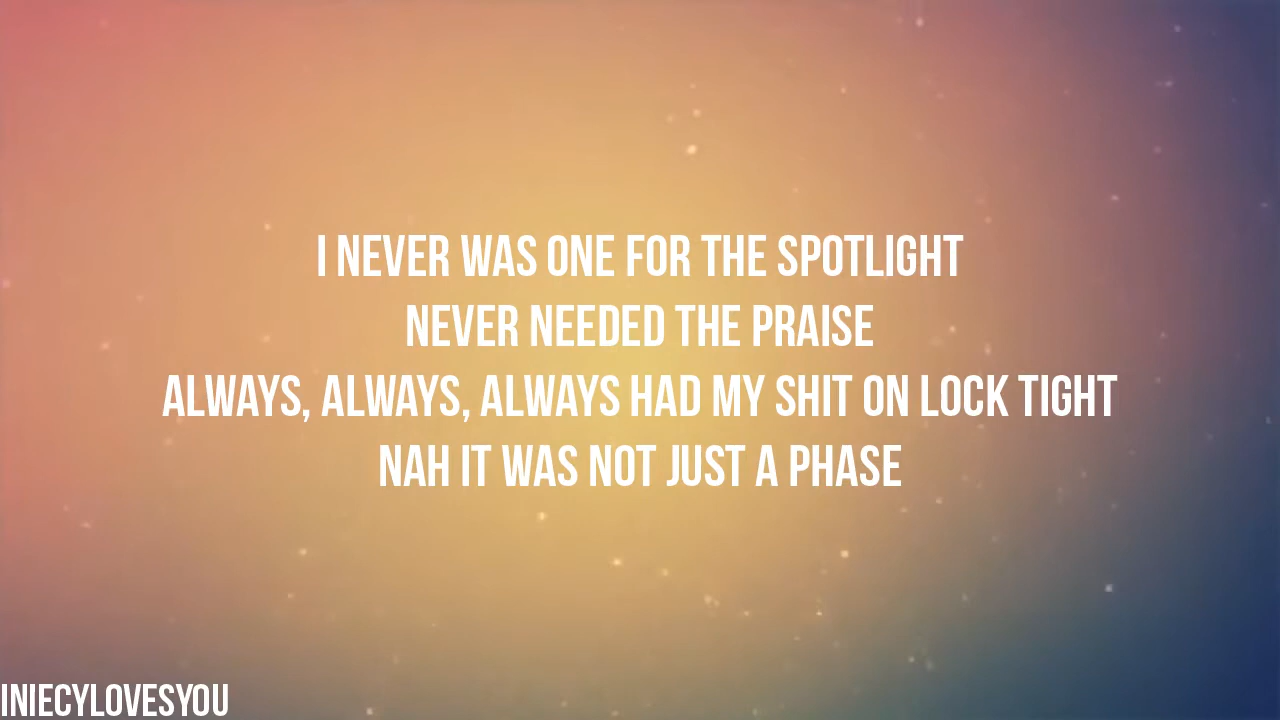 I NEVER WAS ONE FOR THE SPOTLIGHT
NEVER NEEDED THE PRAISE
ALWAYS, ALWAYS, ALWAYS HAD MY SHIT ON LOCK TIGHT
NAH IT WAS NOT JUST A PHASE
INIECYLOVESYOU